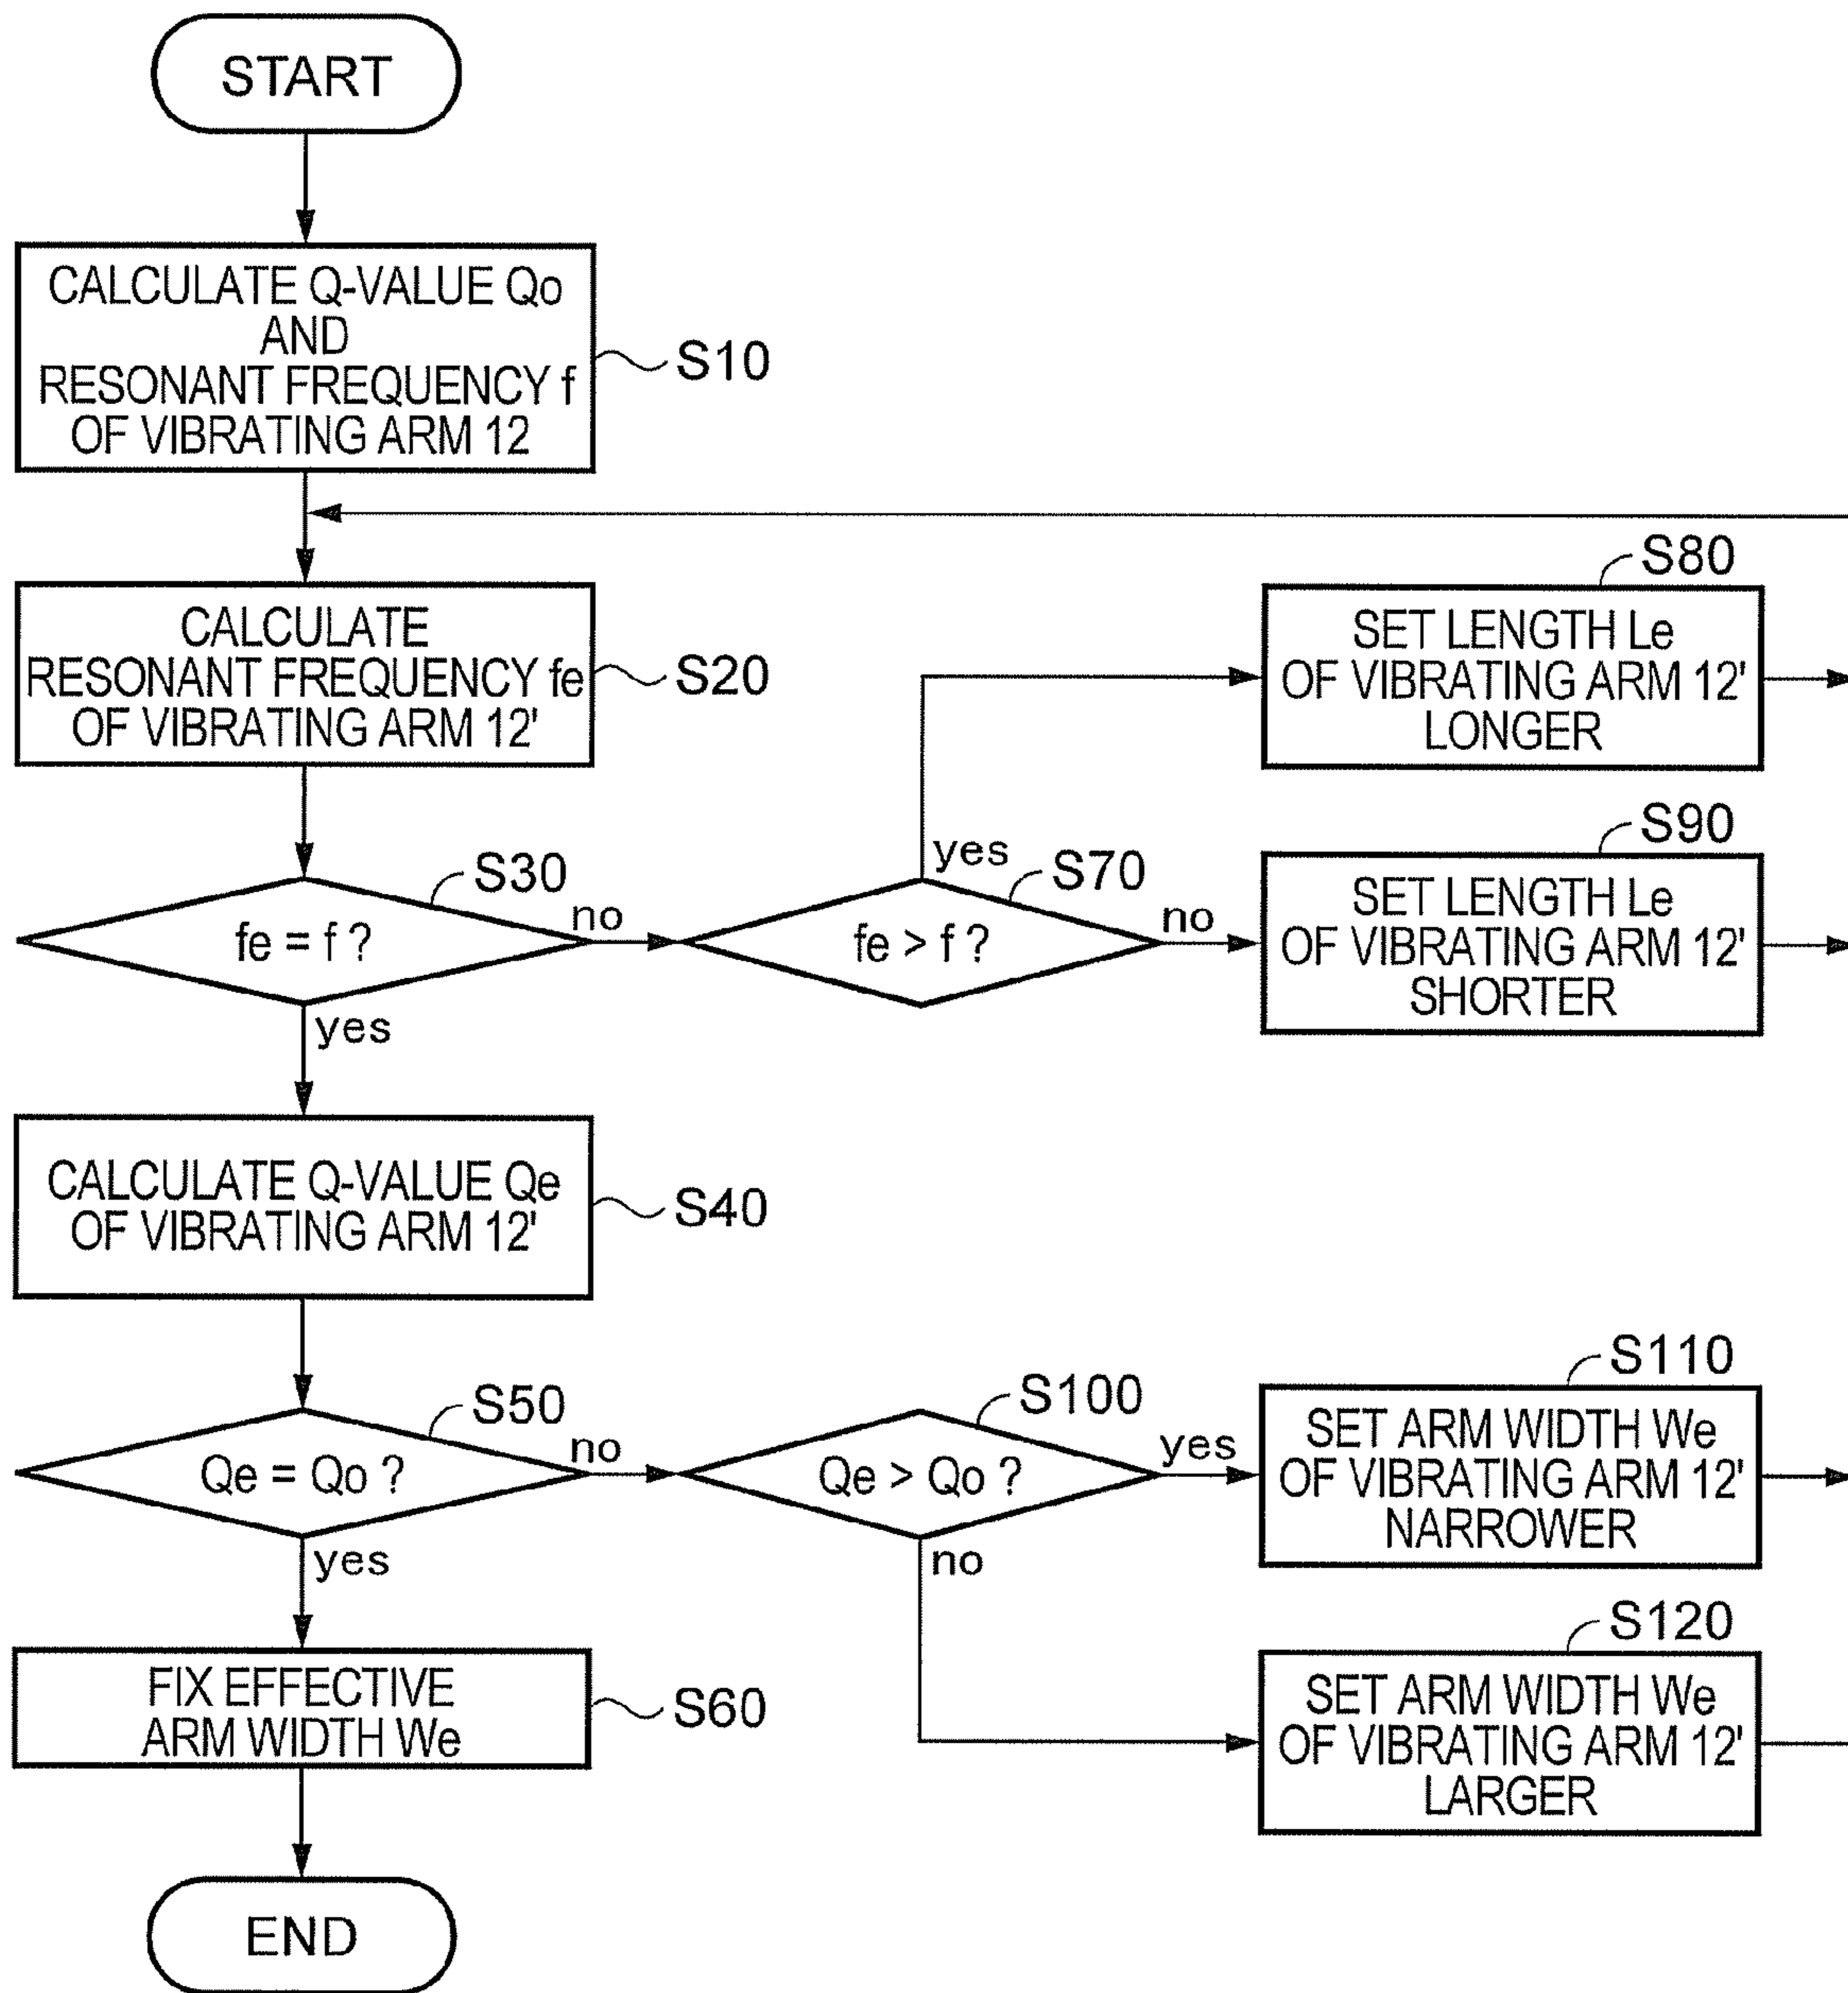 START
CALCULATE Q-VALUE Qo
AND
RESONANT FREQUENCY f
OF VIBRATING ARM 12
S10
CALCULATE
RESONANT FREQUENCY fe
OF VIBRATING ARM 12'
S20
S80
SET LENGTH Le
OF VIBRATING ARM 12'
LONGER
S30
fe = f ?
no
yes
S70
fe > f ?
yes
no
S90
SET LENGTH Le
OF VIBRATING ARM 12'
SHORTER
CALCULATE Q-VALUE Qe
OF VIBRATING ARM 12'
S40
S50
Qe = Qo ?
no
yes
S100
Qe > Qo ?
yes
no
S110
SET ARM WIDTH We
OF VIBRATING ARM 12'
NARROWER
FIX EFFECTIVE
ARM WIDTH We
S60
S120
SET ARM WIDTH We
OF VIBRATING ARM 12'
LARGER
END